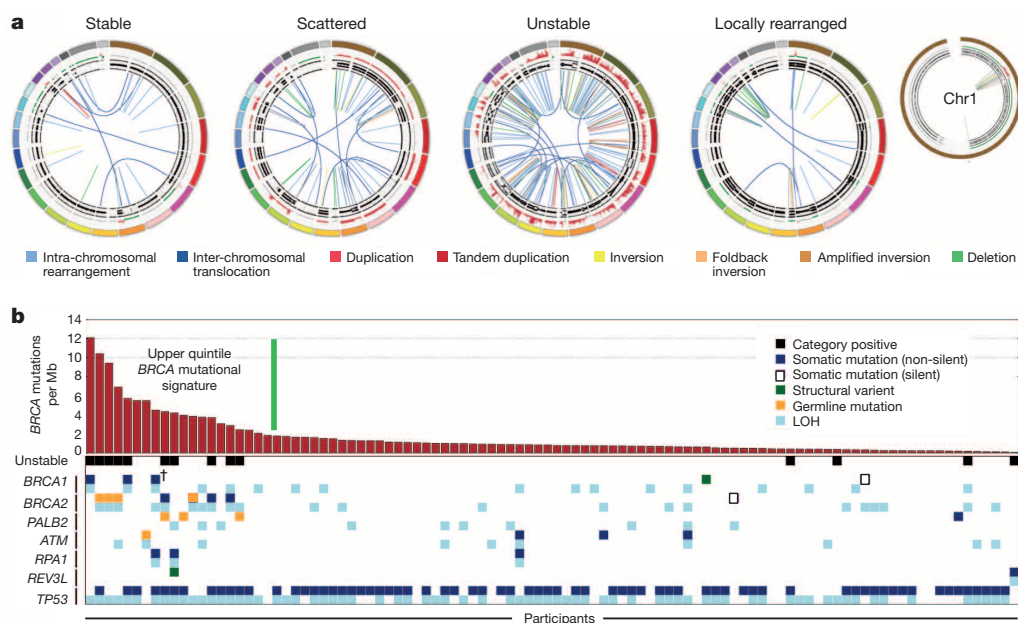 a
Stable Scattered Unstable Locally rearranged
Chr1
Intra-chromosomal rearrangement
Inter-chromosomal translocation
Duplication
Tandem duplication
Inversion
Foldback inversion
Amplified inversion
Deletion
b
BRCA mutations
per Mb
14
12
10
8
6
4
2
0
Upper quintile
BRCA mutational
signature
Category positive
Somatic mutation (non-silent)
Somatic mutation (silent)
Structural varient
Germline mutation
LOH
Unstable
†
BRCA1
BRCA2
PALB2
ATM
RPA1
REV3L
TP53
Participants